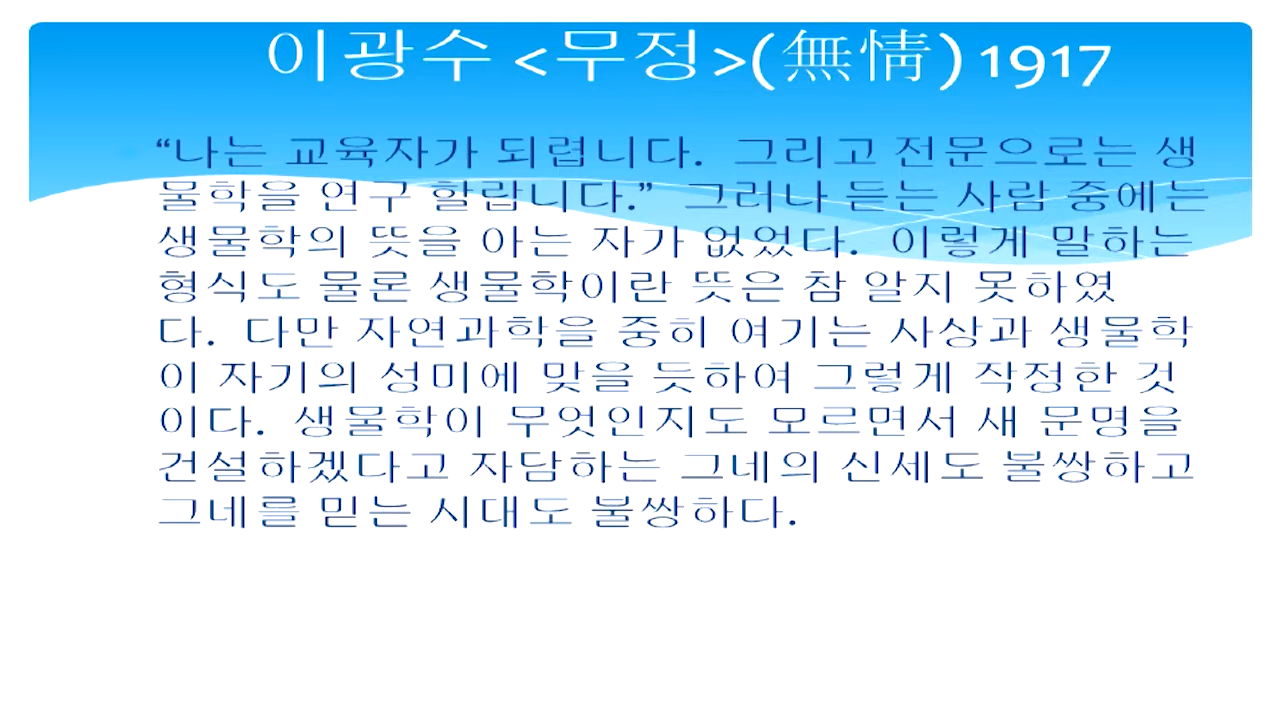 이광수 <무정>(無情) 1917
“나는 교육자가 되렵니다. 그리고 전문으로는 생
물학을 연구 할랍니다.” 그러나 듣는 사람 중에는
생물학의 뜻을 아는 자가 없었다. 이렇게 말하는
형식도 물론 생물학이란 뜻은 참 알지 못하였
다. 다만 자연과학을 중히 여기는 사상과 생물학
이 자기의 성미에 맞을 듯하여 그렇게 작정한 것
이다. 생물학이 무엇인지도 모르면서 새 문명을
건설하겠다고 자담하는 그네의 신세도 불쌍하고
그네를 믿는 시대도 불쌍하다.